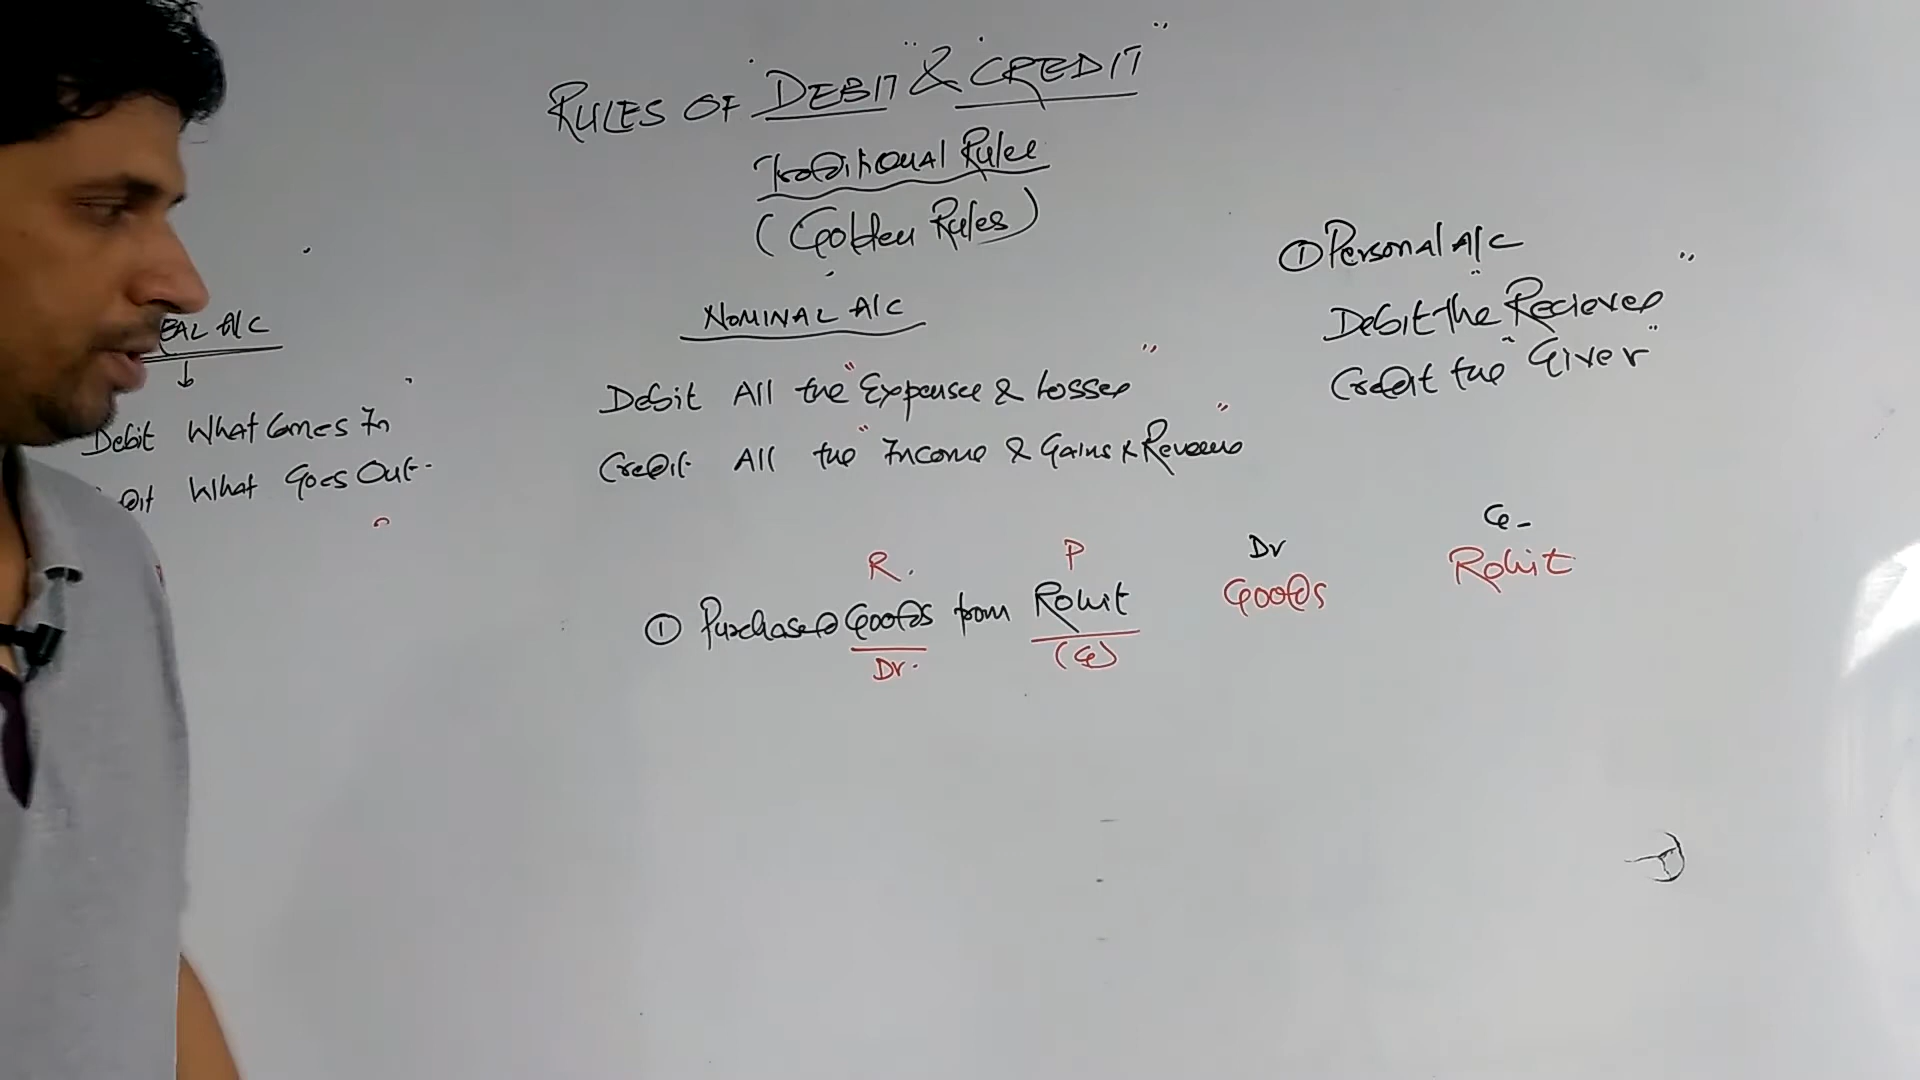 RULES OF "DEBIT" & "CREDIT"
Traditional Rules
(Golden Rules)
EAL A/C
Debit What Comes In
dit What Goes Out
NOMINAL A/C
Debit All the "Expenses & Losses"
Credit All the "Income & Gains & Revenue"
① Personal A/C
Debit the "Reciever"
Credit the "Giver"
R. P
① Purchased Goods from Rohit
Dr. (Cr)
Dr Cr
Goods Rohit